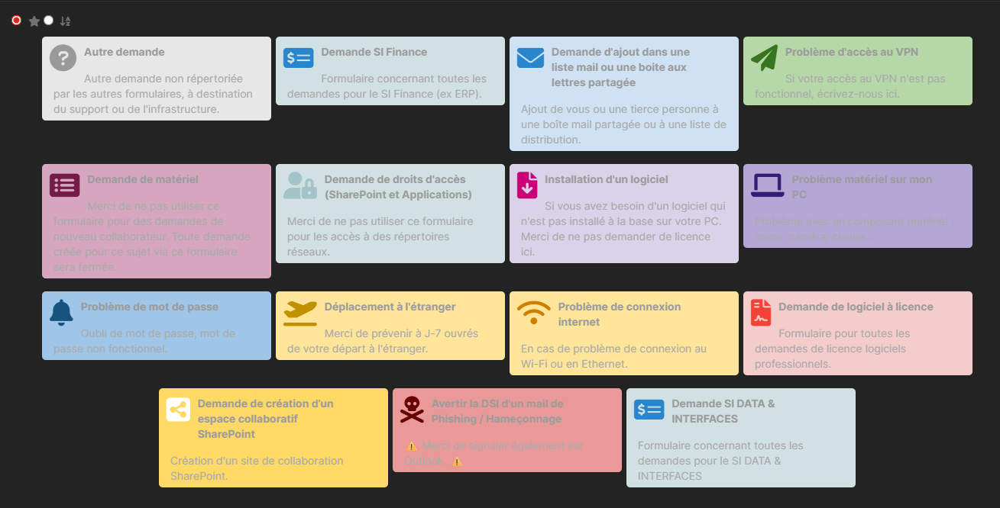 Autre demande
Autre demande non répertoriée
par les autres formulaires, à destination
du support ou de l'infrastructure.
Demande SI Finance
Formulaire concernant toutes les
demandes pour le SI Finance (ex ERP).
Demande d'ajout dans une
liste mail ou une boite aux
lettres partagée
Ajout de vous ou une tierce personne à
une boîte mail partagée ou à une liste de
distribution.
Problème d'accès au VPN
Si votre accès au VPN n'est pas
fonctionnel, écrivez-nous ici.
Demande de matériel
Merci de ne pas utiliser ce
formulaire pour des demandes de
nouveau collaborateur. Toute demande
créée pour ce sujet via ce formulaire
sera fermée.
Demande de droits d'accès
(SharePoint et Applications)
Merci de ne pas utiliser ce formulaire
pour les accès à des répertoires
réseaux.
Installation d'un logiciel
Si vous avez besoin d'un logiciel qui
n'est pas installé à la base sur votre PC.
Merci de ne pas demander de licence
ici.
Problème matériel sur mon
PC
Problème avec un composant matériel :
micro, caméra, clavier...
Problème de mot de passe
Oubli de mot de passe, mot de
passe non fonctionnel.
Déplacement à l'étranger
Merci de prévenir à J-7 ouvrés
de votre départ à l'étranger.
Problème de connexion
internet
En cas de problème de connexion au
Wi-Fi ou en Ethernet.
Demande de logiciel à licence
Formulaire pour toutes les
demandes de licence logiciels
professionnels.
Demande de création d'un
espace collaboratif
SharePoint
Création d'un site de collaboration
SharePoint.
Avertir la DSI d'un mail de
Phishing / Hameçonnage
⚠️ Merci de signaler également sur
Outlook. ⚠️
Demande SI DATA &
INTERFACES
Formulaire concernant toutes les
demandes pour le SI DATA &
INTERFACES